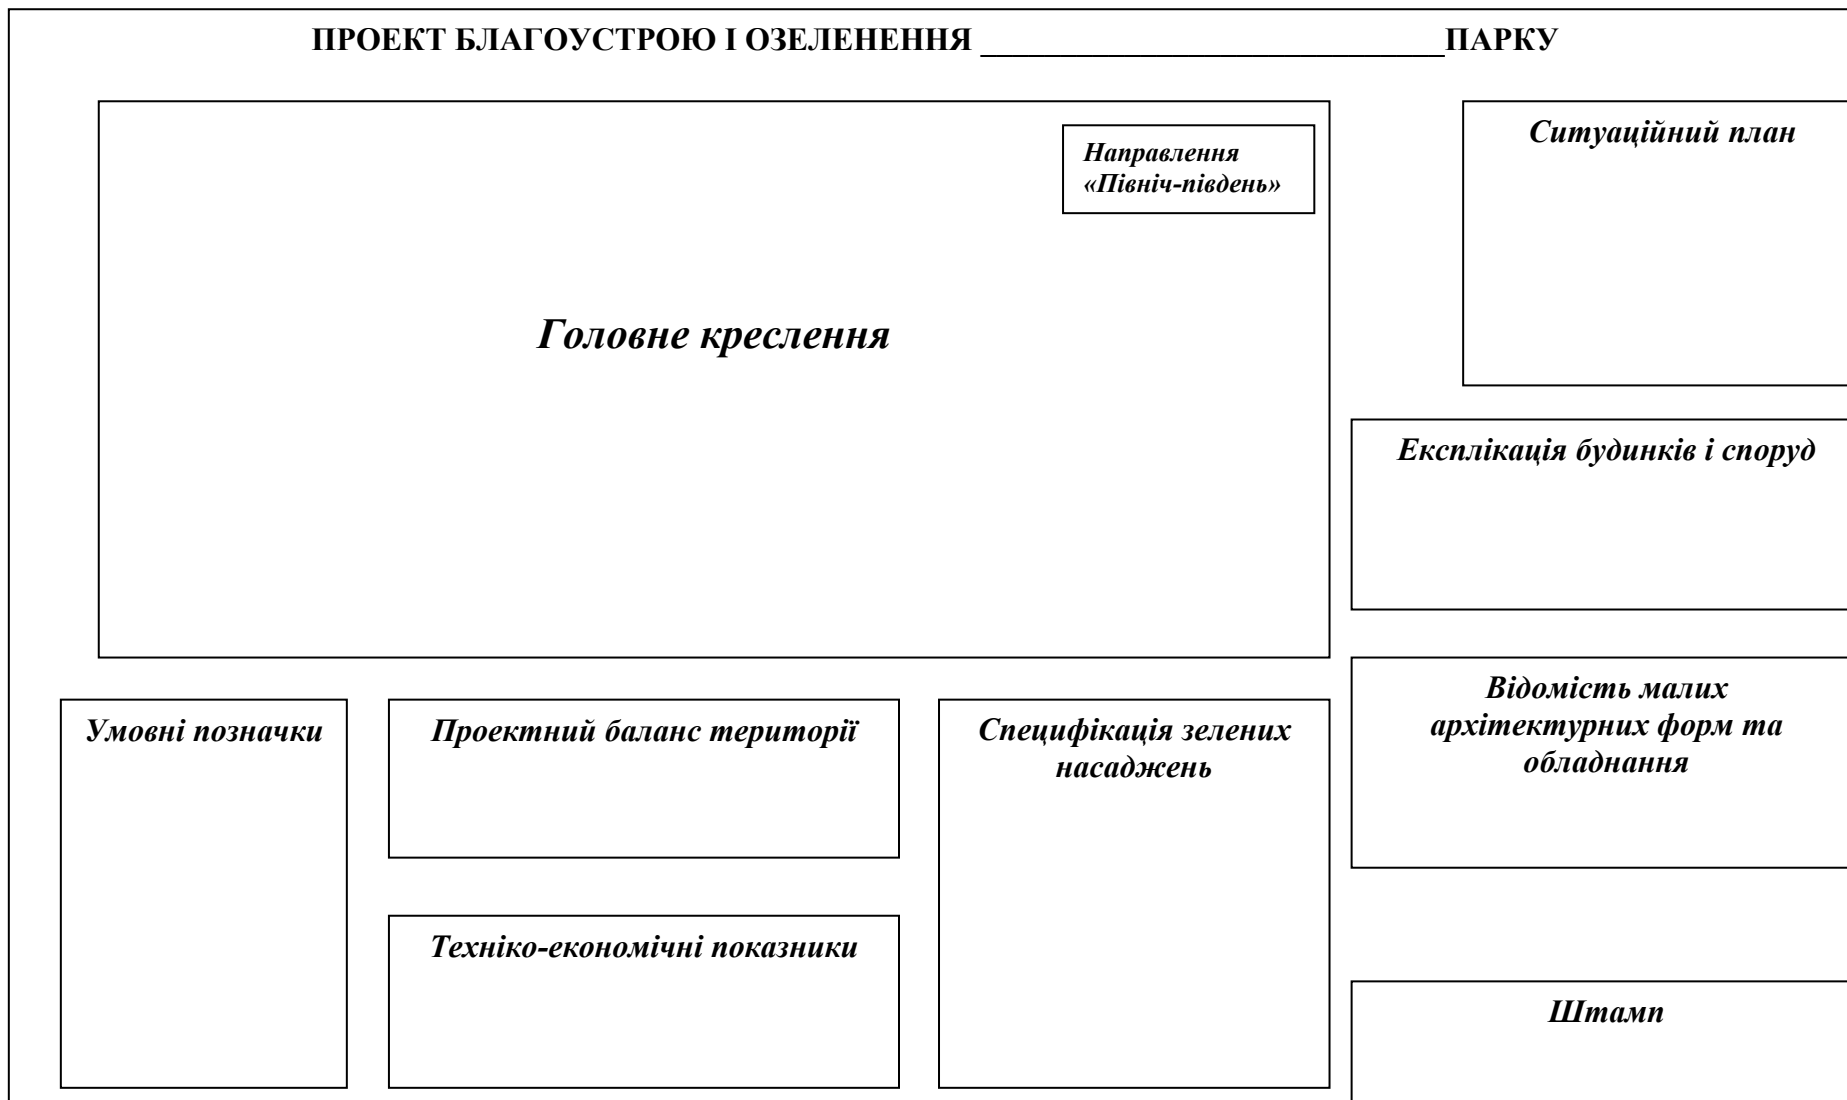 ПРОЕКТ БЛАГОУСТРОЮ І ОЗЕЛЕНЕННЯ ____________________________ПАРКУ
Направлення
«Північ-південь»
Головне креслення
Ситуаційний план
Експлікація будинків і споруд
Відомість малих
архітектурних форм та
обладнання
Умовні позначки
Проектний баланс території
Техніко-економічні показники
Специфікація зелених
насаджень
Штамп